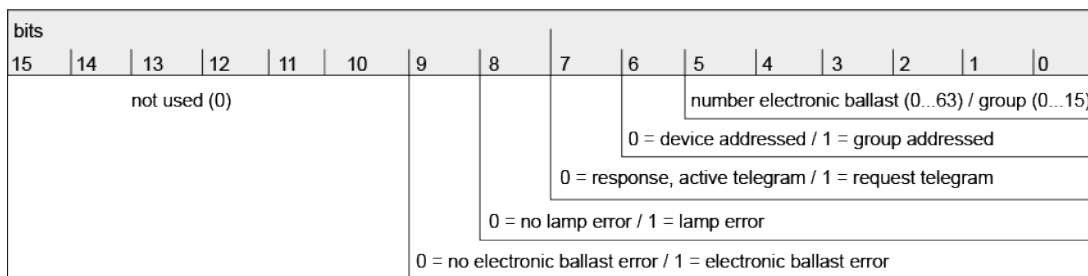 bits
15 14 13 12 11 10 9 8 7 6 5 4 3 2 1 0
not used (0)
number electronic ballast (0...63) / group (0...15)
0 = device addressed / 1 = group addressed
0 = response, active telegram / 1 = request telegram
0 = no lamp error / 1 = lamp error
0 = no electronic ballast error / 1 = electronic ballast error